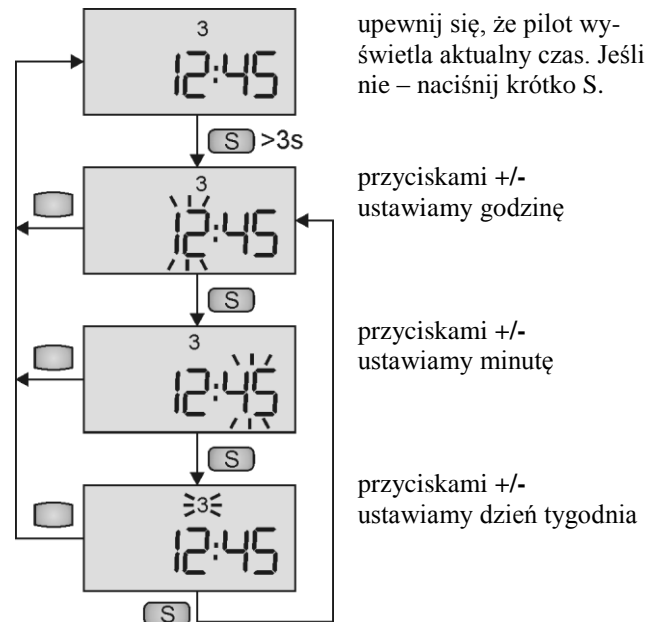 3
12:45
upewnij się, że pilot wy-
świetla aktualny czas. Jeśli
nie – naciśnij krótko S.
S >3s
3
12:45
przyciskami +/-
ustawiamy godzinę
S
3
12:45
przyciskami +/-
ustawiamy minutę
S
3
12:45
przyciskami +/-
ustawiamy dzień tygodnia
S